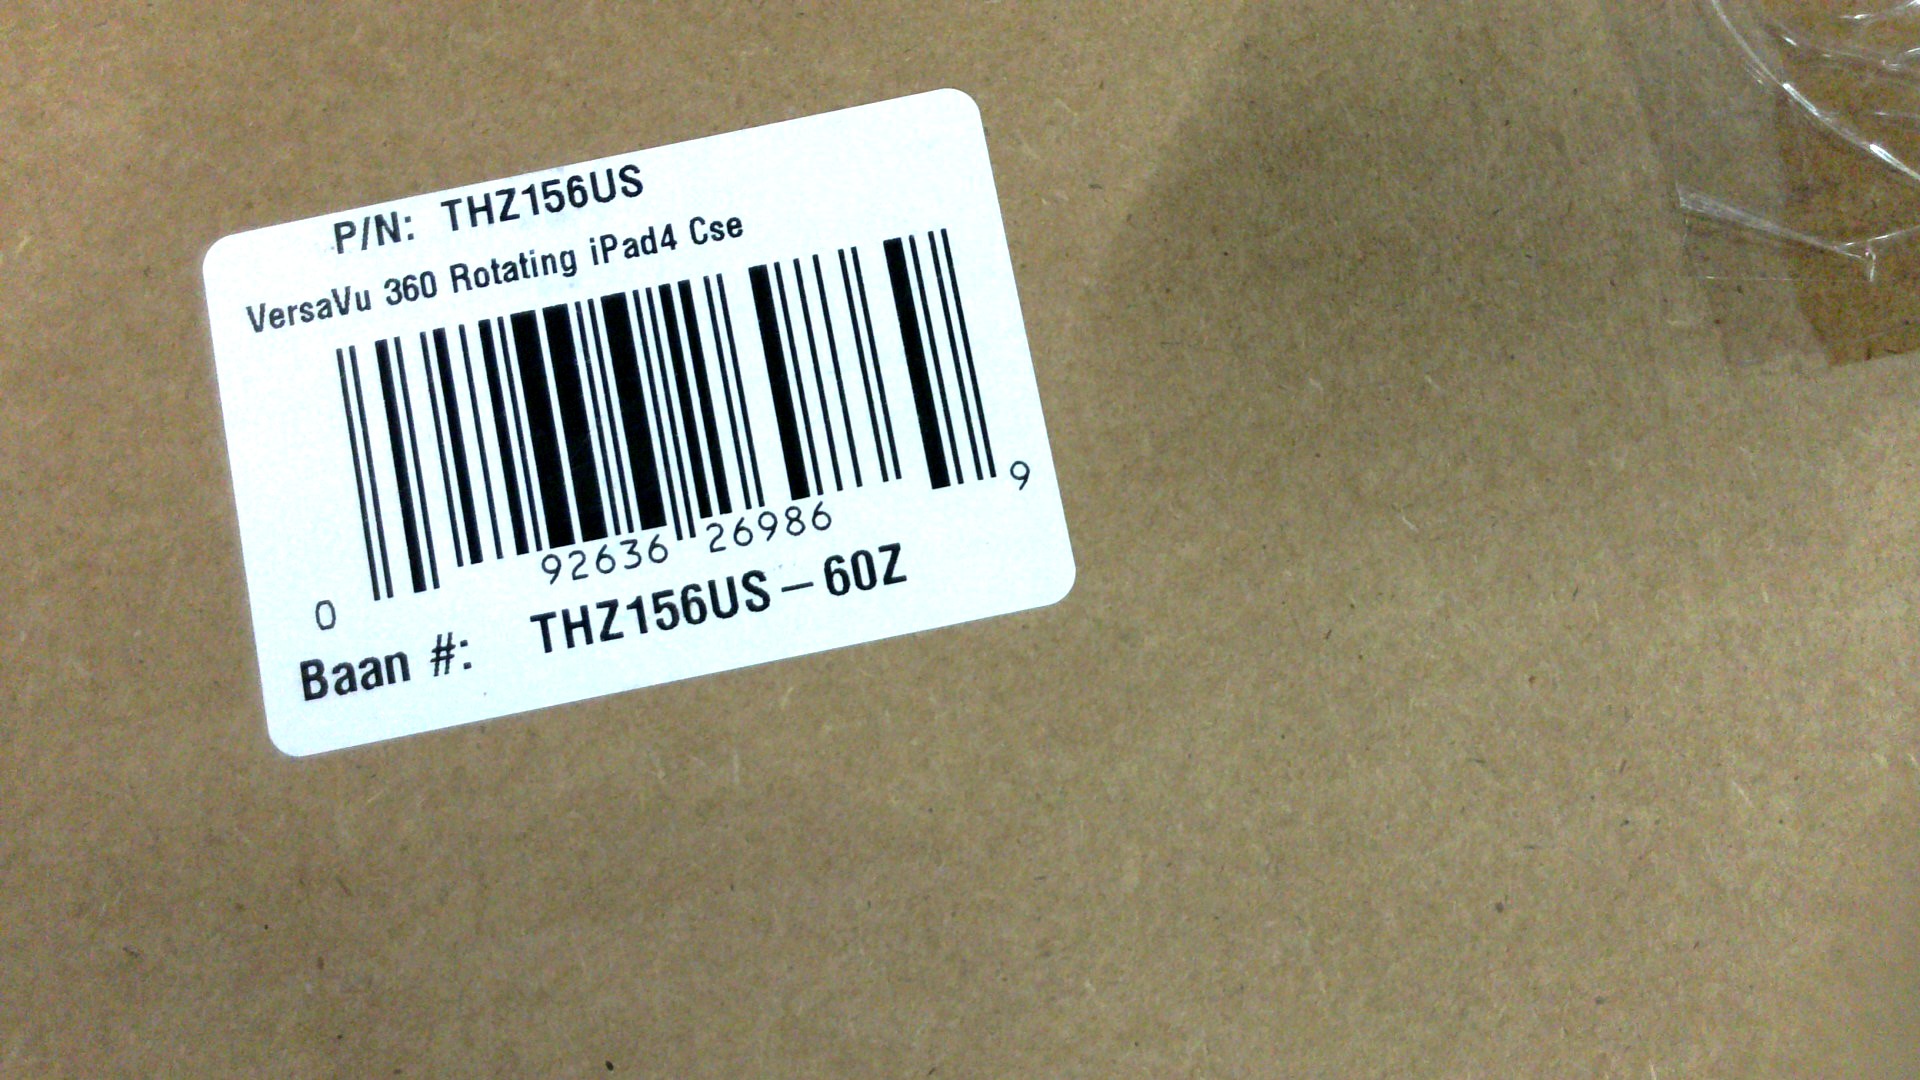 P/N: THZ156US
VersaVu 360 Rotating iPad4 Cse
0 92636 26986 9
Baan #: THZ156US-60Z